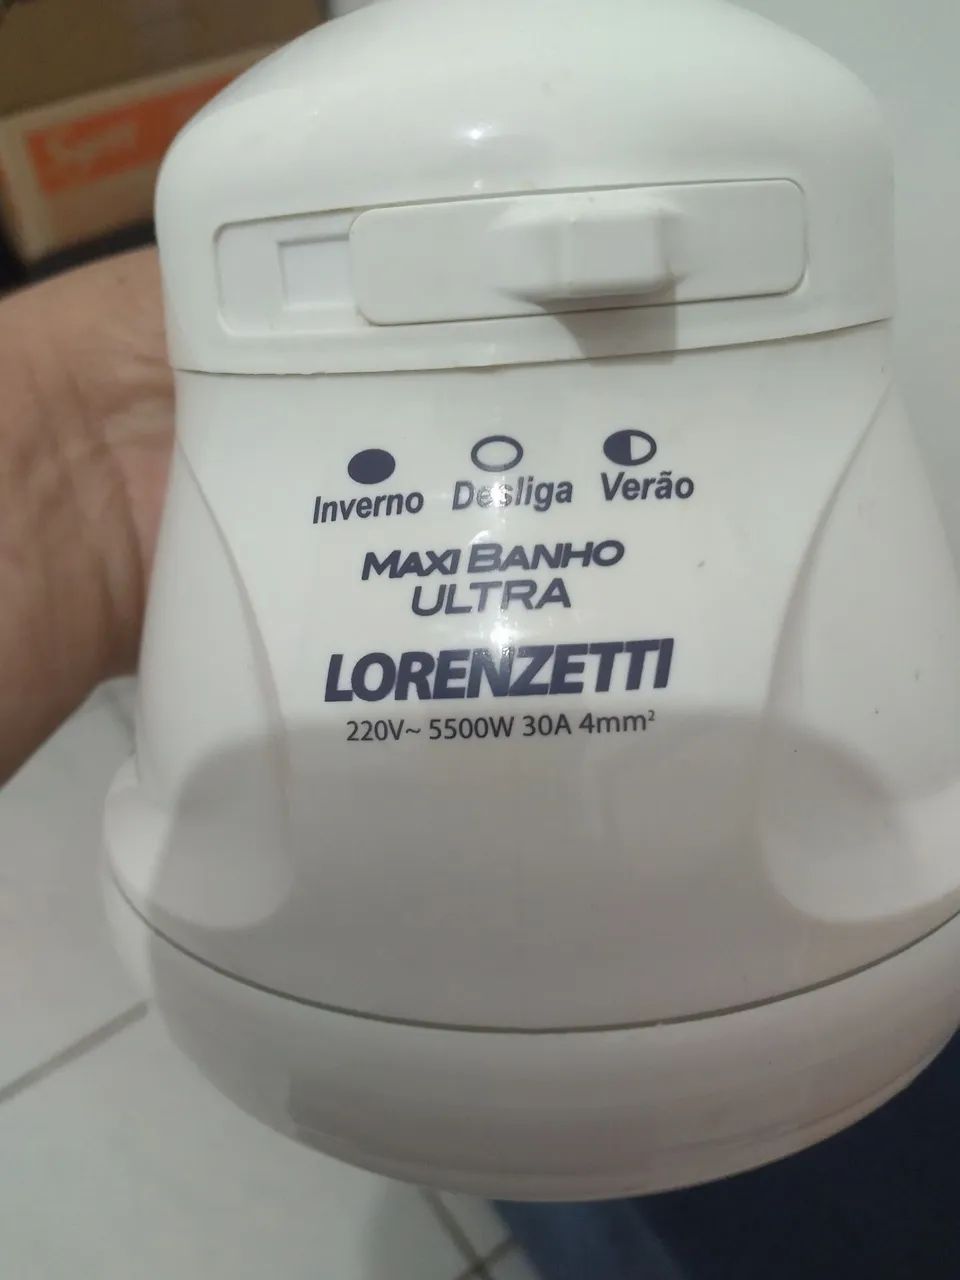 Inverno Desliga Verão
MAXI BANHO
ULTRA
LORENZETTI
220V~ 5500W 30A 4mm²